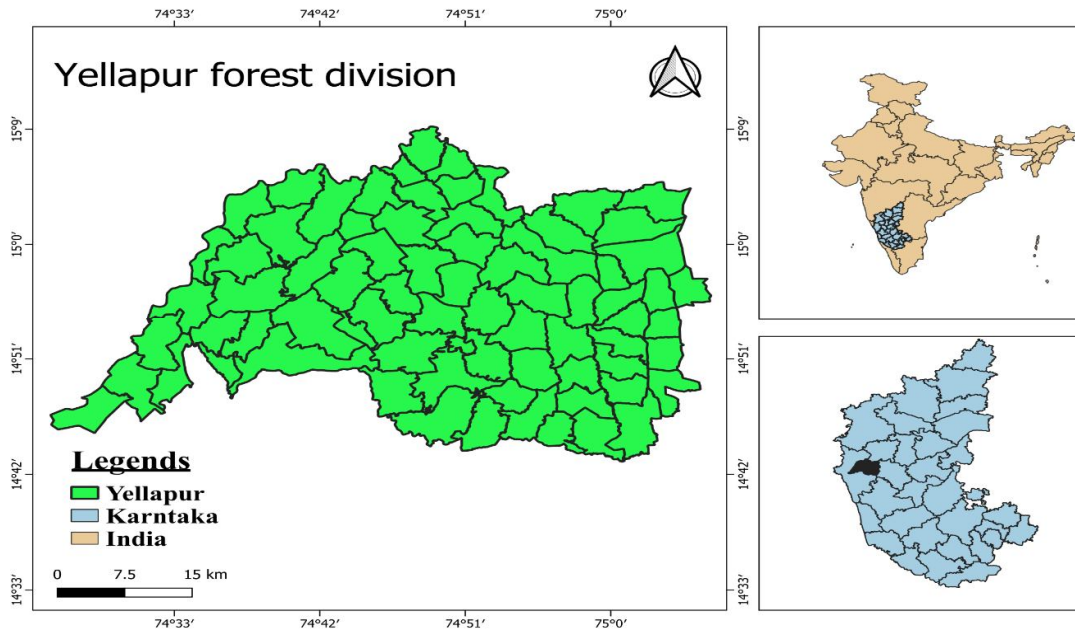 74°33' 74°42' 74°51' 75°0'
Yellapur forest division
15°9' 15°9'
15°0' 15°0'
14°51' 14°51'
14°42' 14°42'
14°33' 14°33'
Legends
Yellapur
Karntaka
India
0 7.5 15 km
74°33' 74°42' 74°51' 75°0'